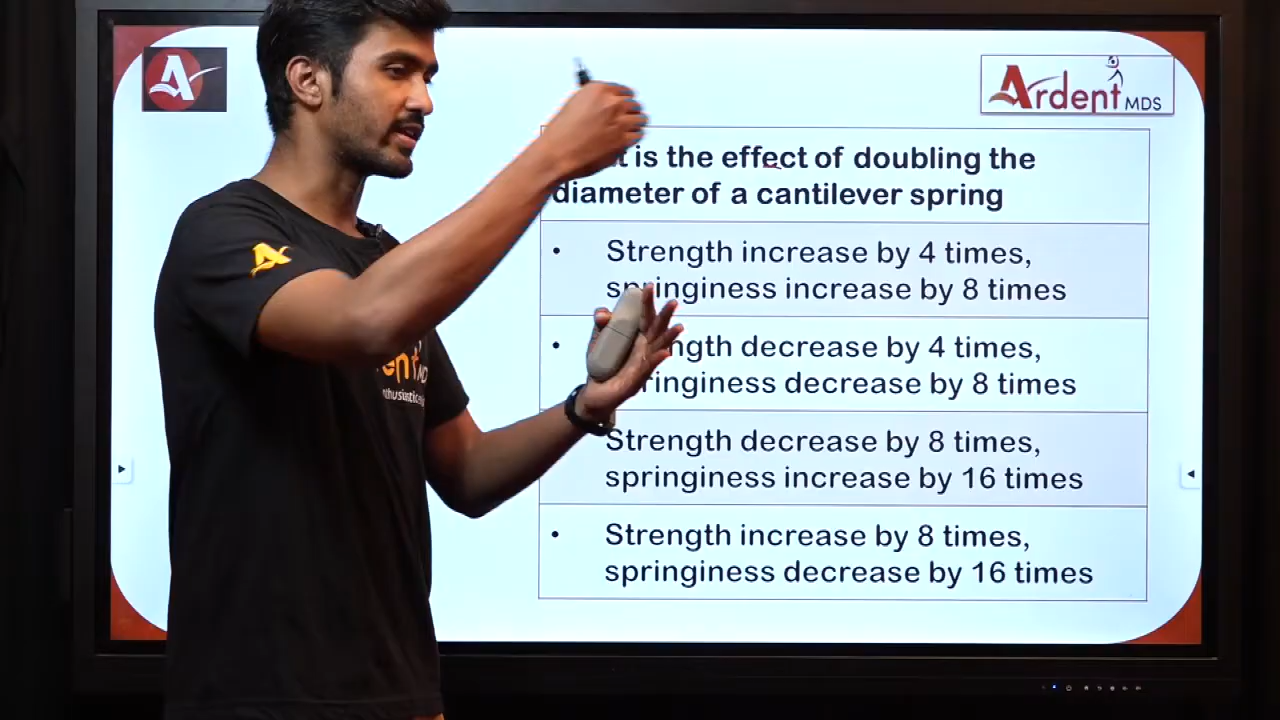 Ardent MDS
is the effect of doubling the
diameter of a cantilever spring
• Strength increase by 4 times,
springiness increase by 8 times
• decrease by 4 times,
decrease by 8 times
Strength decrease by 8 times,
springiness increase by 16 times
• Strength increase by 8 times,
springiness decrease by 16 times